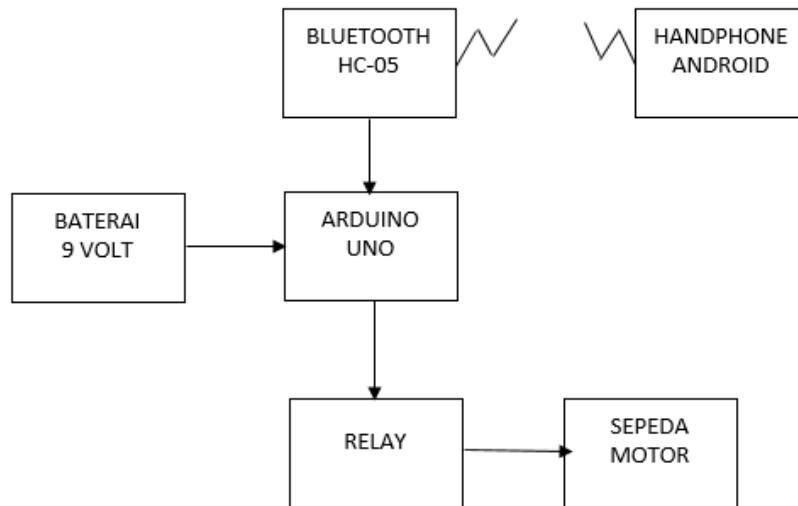 BLUETOOTH
HC-05
HANDPHONE
ANDROID
BATERAI
9 VOLT
ARDUINO
UNO
RELAY
SEPEDA
MOTOR